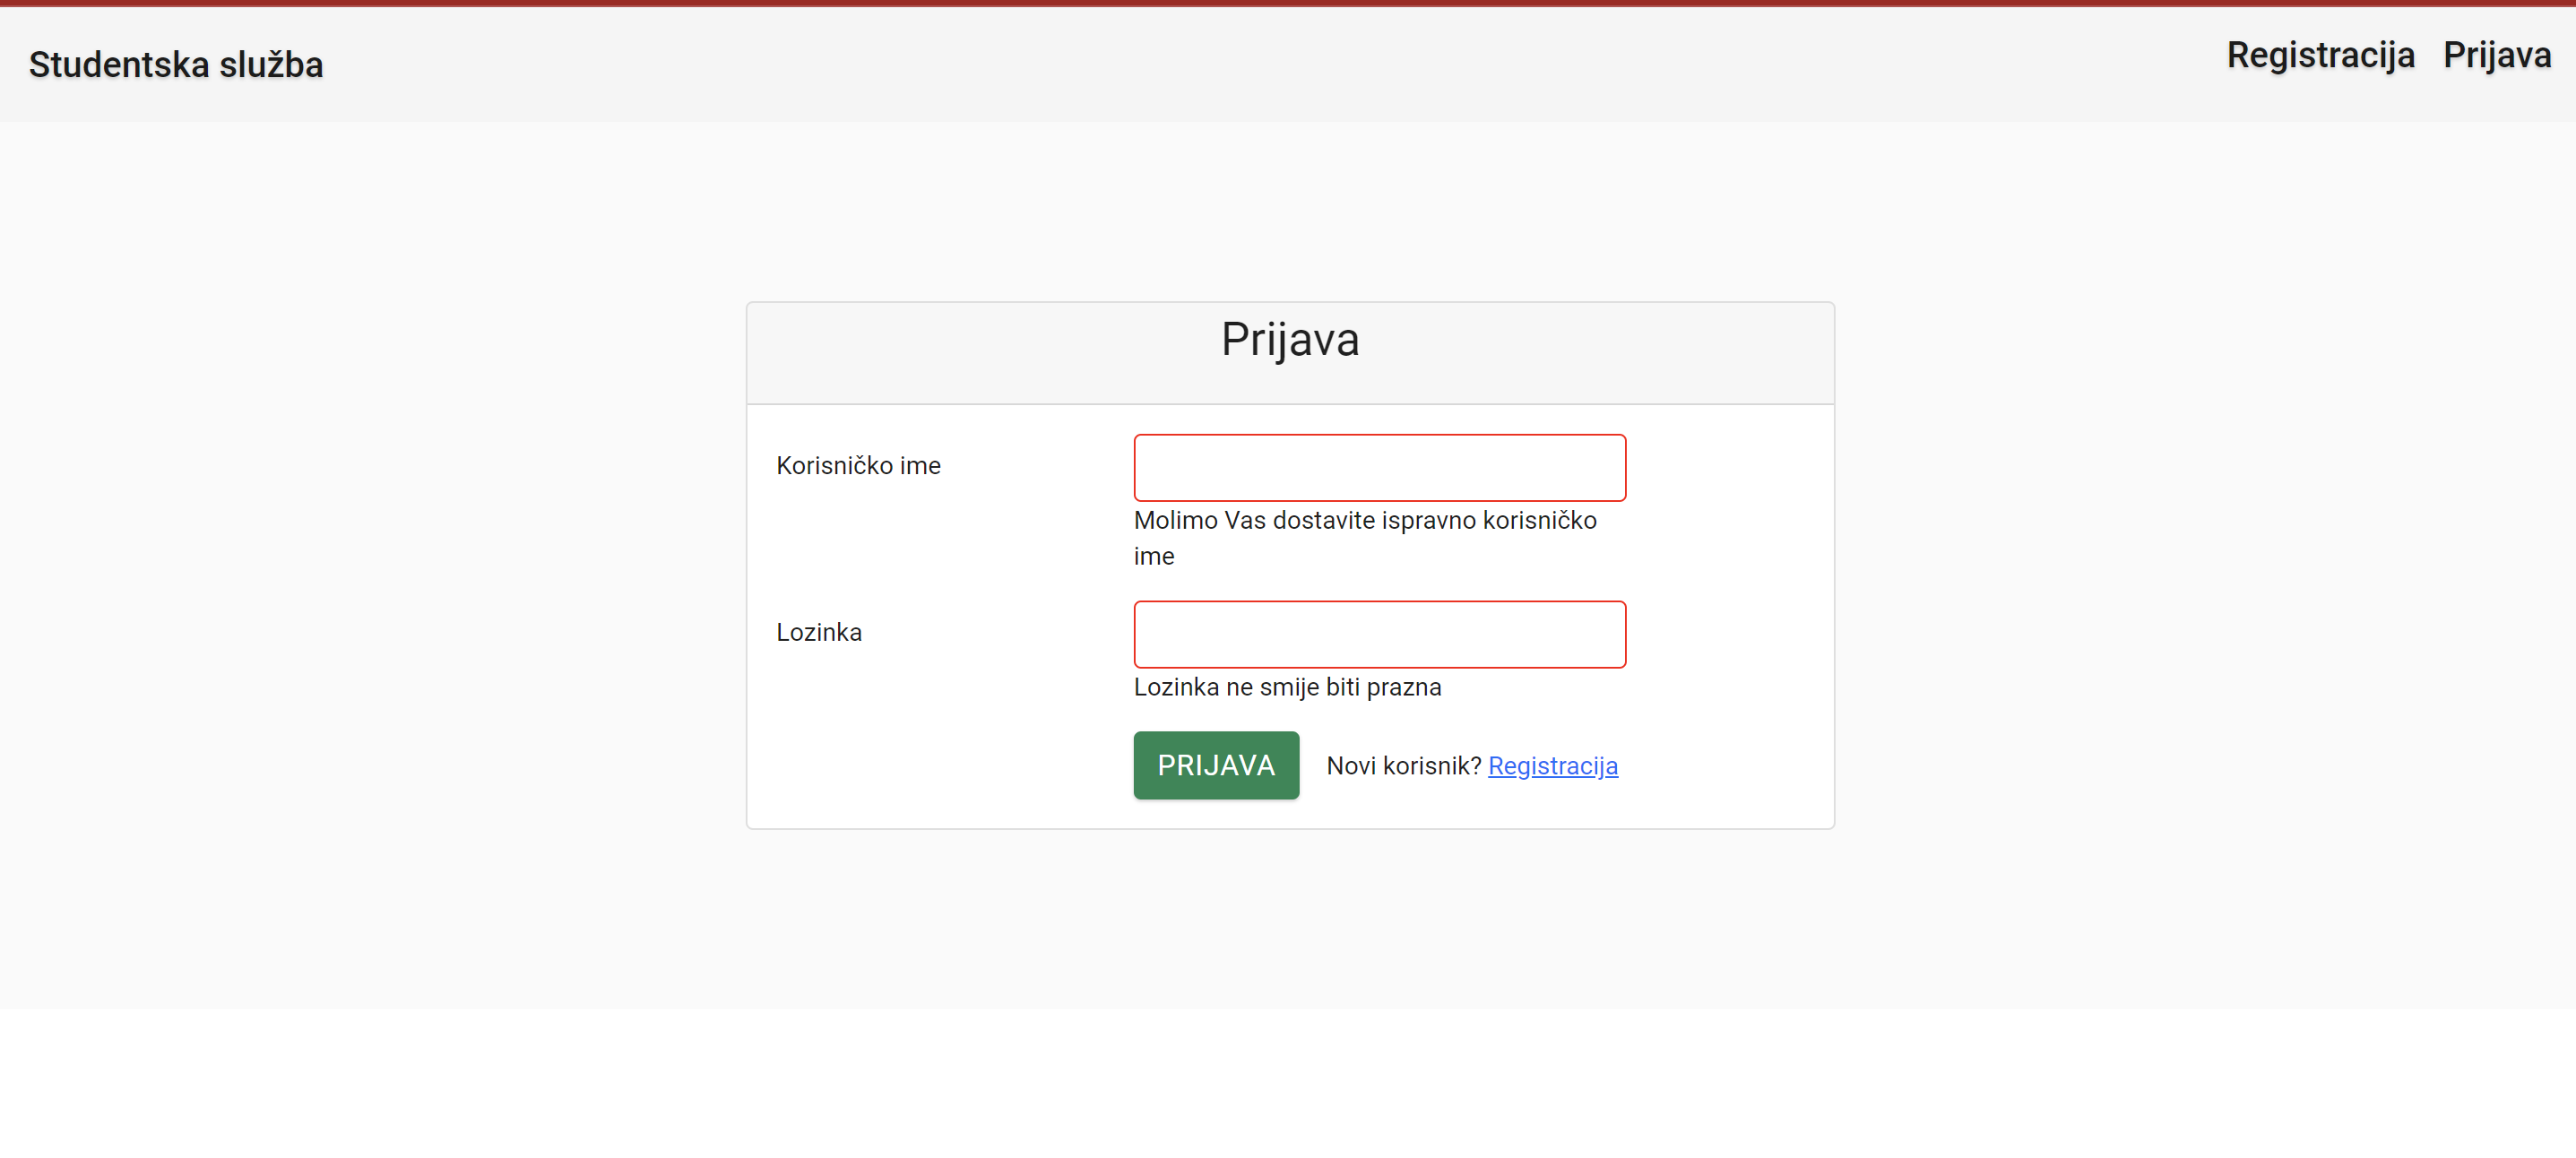 Studentska služba
Registracija Prijava
Prijava
Korisničko ime
Molimo Vas dostavite ispravno korisničko
ime
Lozinka
Lozinka ne smije biti prazna
PRIJAVA
Novi korisnik? Registracija